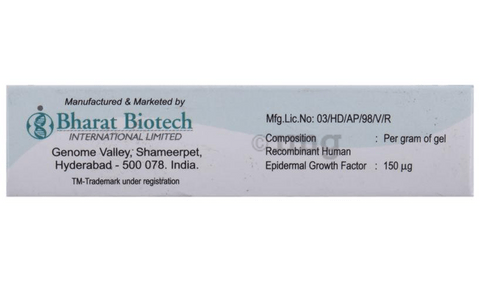 Manufactured & Marketed by
Bharat Biotech
INTERNATIONAL LIMITED
Genome Valley, Shameerpet,
Hyderabad - 500 078. India.
TM-Trademark under registration
Mfg.Lic.No: 03/HD/AP/98/V/R
Composition : Per gram of gel
Recombinant Human
Epidermal Growth Factor : 150 µg